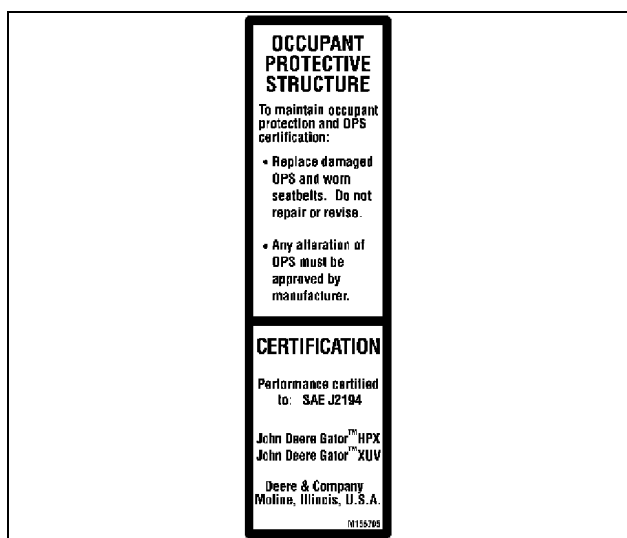 OCCUPANT
PROTECTIVE
STRUCTURE
To maintain occupant
protection and OPS
certification:
• Replace damaged
OPS and worn
seatbelts. Do not
repair or revise.
• Any alteration of
OPS must be
approved by
manufacturer.
CERTIFICATION
Performance certified
to: SAE J2194
John Deere Gator™HPX
John Deere Gator™XUV
Deere & Company
Moline, Illinois, U.S.A.
M155705